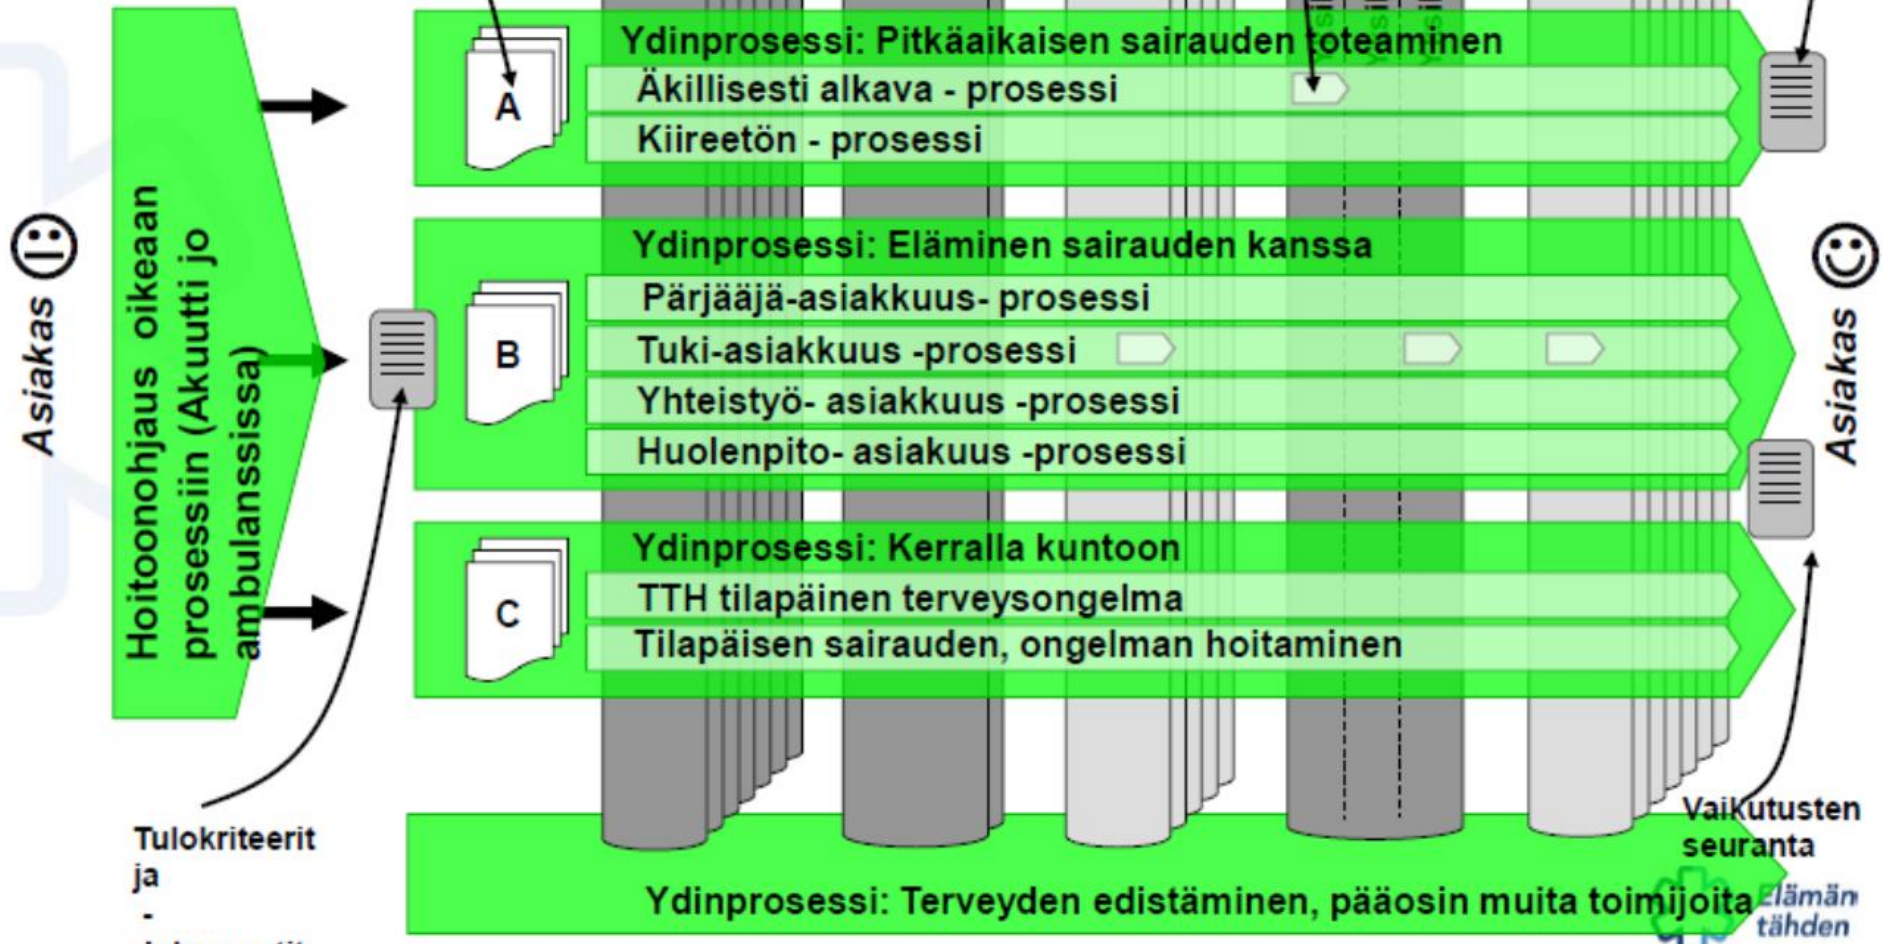 Asiakas
Hoitoonohjaus oikeaan
prosessiin (Akuutti jo
ambulanssissa)
A
Ydinprosessi: Pitkäaikaisen sairauden toteaminen
Äkillisesti alkava - prosessi
Kiireetön - prosessi
B
Ydinprosessi: Eläminen sairauden kanssa
Pärjääjä-asiakkuus- prosessi
Tuki-asiakkuus -prosessi
Yhteistyö- asiakkuus -prosessi
Huolenpito- asiakuus -prosessi
C
Ydinprosessi: Kerralla kuntoon
TTH tilapäinen terveysongelma
Tilapäisen sairauden, ongelman hoitaminen
Asiakas
Tulokriteerit
ja
-
Vaikutusten
seuranta
Ydinprosessi: Terveyden edistäminen, pääosin muita toimijoita
Elämän
tähden